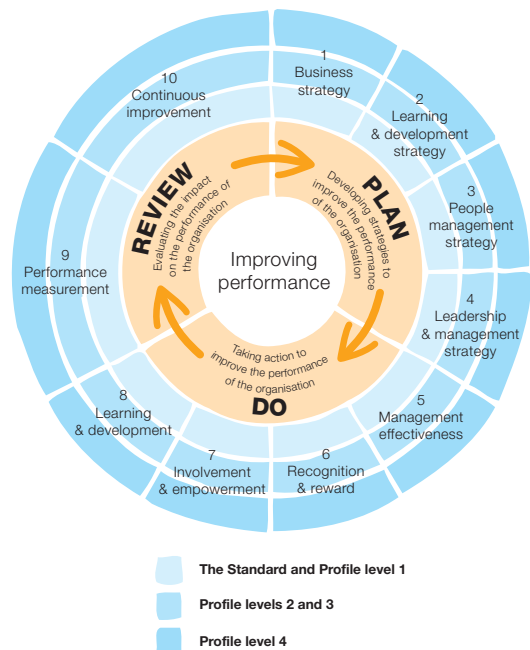 1
Business
strategy
2
Learning
& development
strategy
3
People
management
strategy
4
Leadership
& management
strategy
5
Management
effectiveness
6
Recognition
& reward
7
Involvement
& empowerment
8
Learning
& development
9
Performance
measurement
10
Continuous
improvement
PLAN
Developing strategies to
improve the performance
of the organisation
DO
Taking action to
improve the performance
of the organisation
REVIEW
Evaluating the impact
on the performance of
the organisation
Improving
performance
The Standard and Profile level 1
Profile levels 2 and 3
Profile level 4